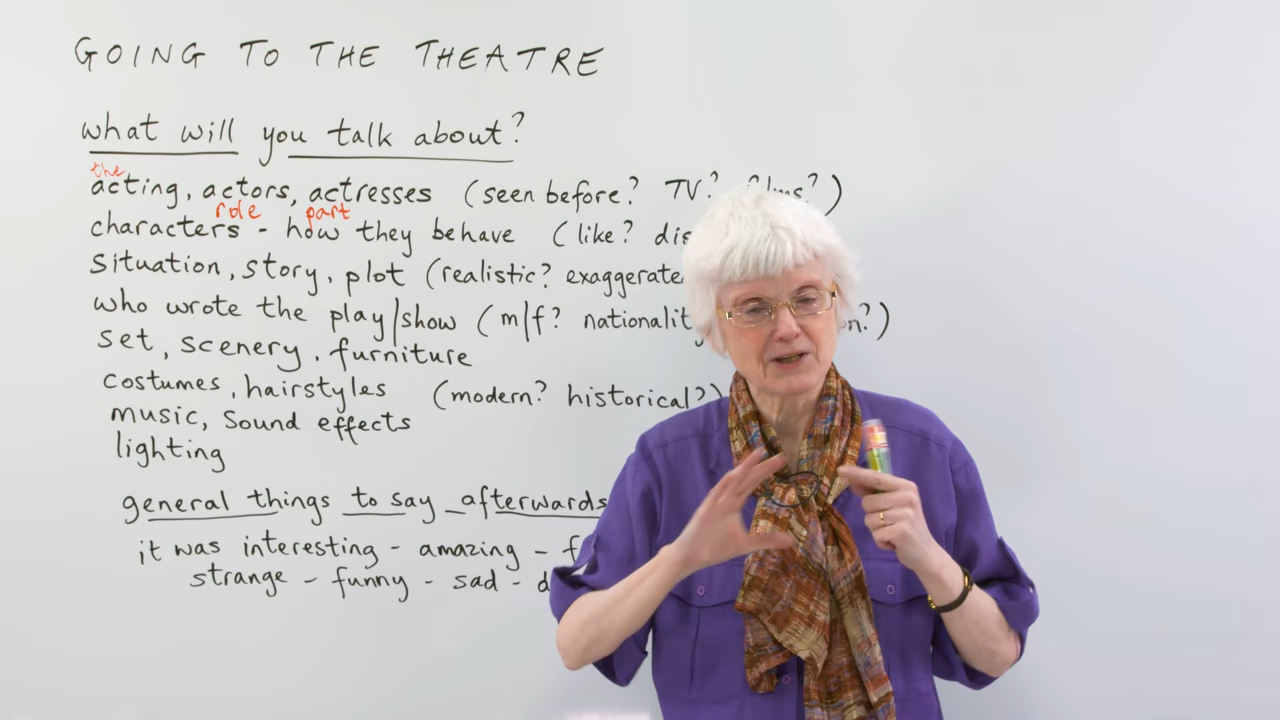 GOING TO THE THEATRE
what will you talk about?
the
acting, actors, actresses (seen before? TV? )
role part
characters - how they behave (like?
situation, story, plot (realistic?
who wrote the play/show (m/f?
set, scenery, furniture
costumes, hairstyles (modern? historical?)
music, sound effects
lighting
general things to say afterwards
it was interesting - amazing -
strange - funny - sad -